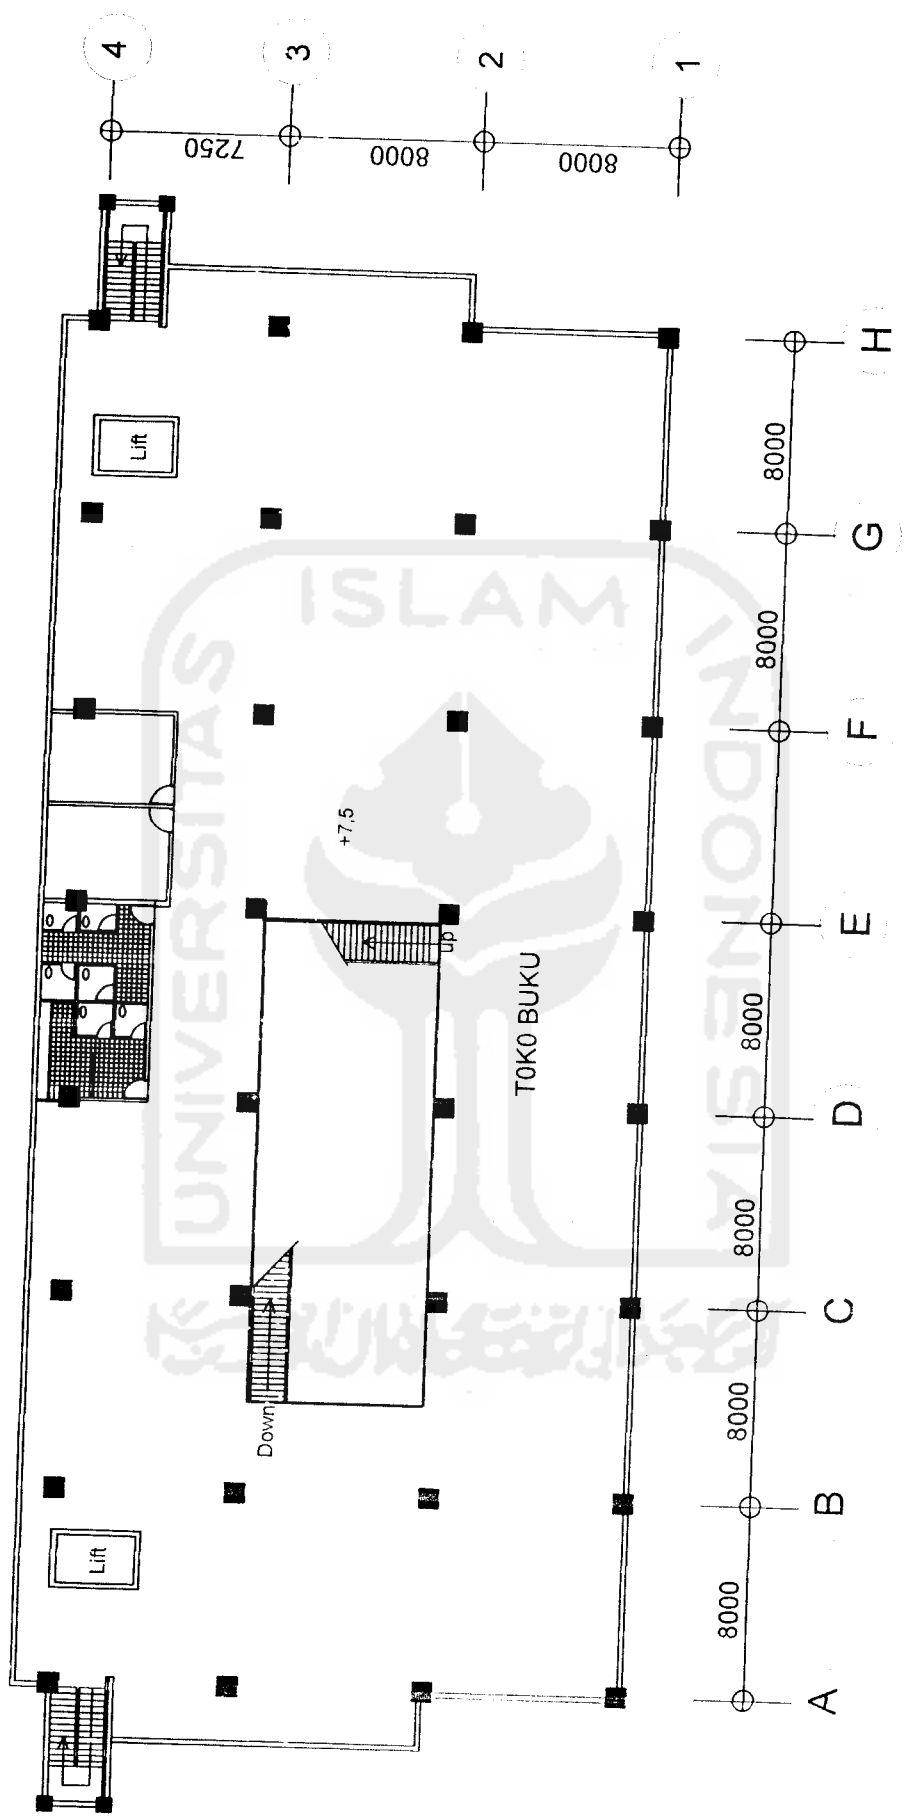 4
3
2
1
7250
8000
8000
Lift
Lift
+7,5
up
TOKO BUKU
Down
8000
8000
8000
8000
8000
8000
8000
H
G
F
E
D
C
B
A
UNIVERSITAS
ISLAM
INDONESIA